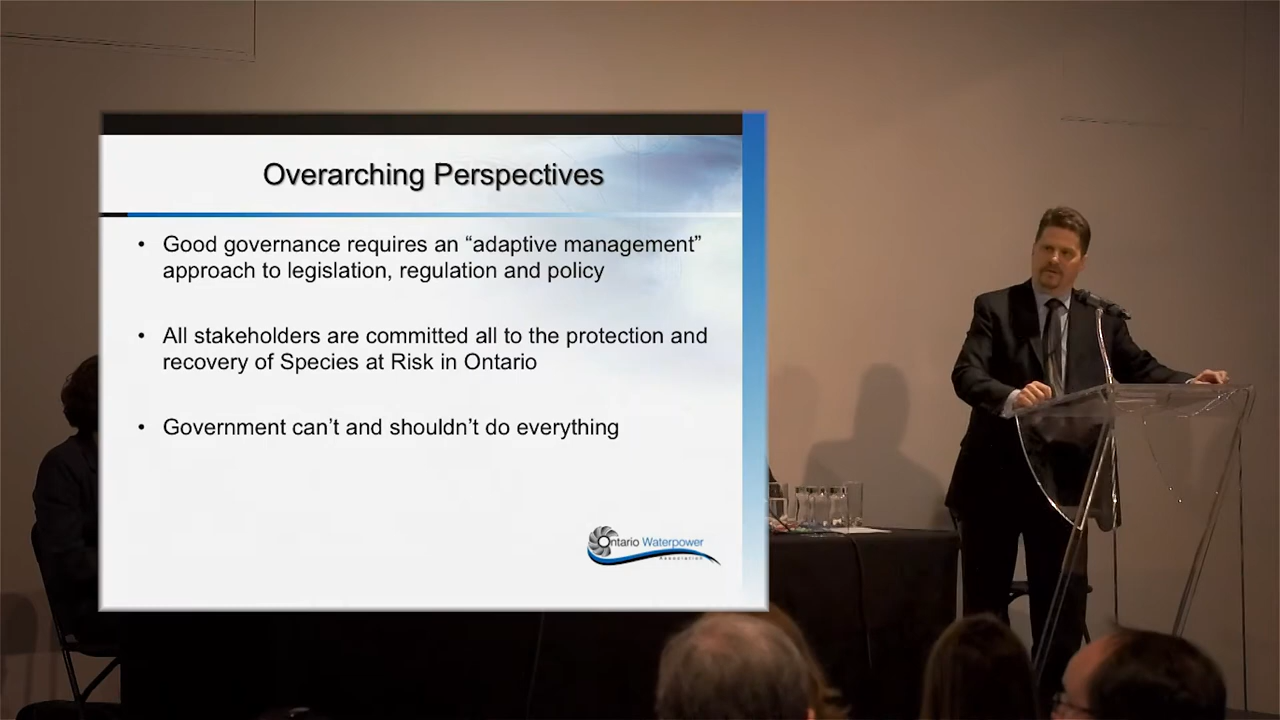 Overarching Perspectives
• Good governance requires an “adaptive management”
approach to legislation, regulation and policy
• All stakeholders are committed all to the protection and
recovery of Species at Risk in Ontario
• Government can’t and shouldn’t do everything
Ontario Waterpower
Association